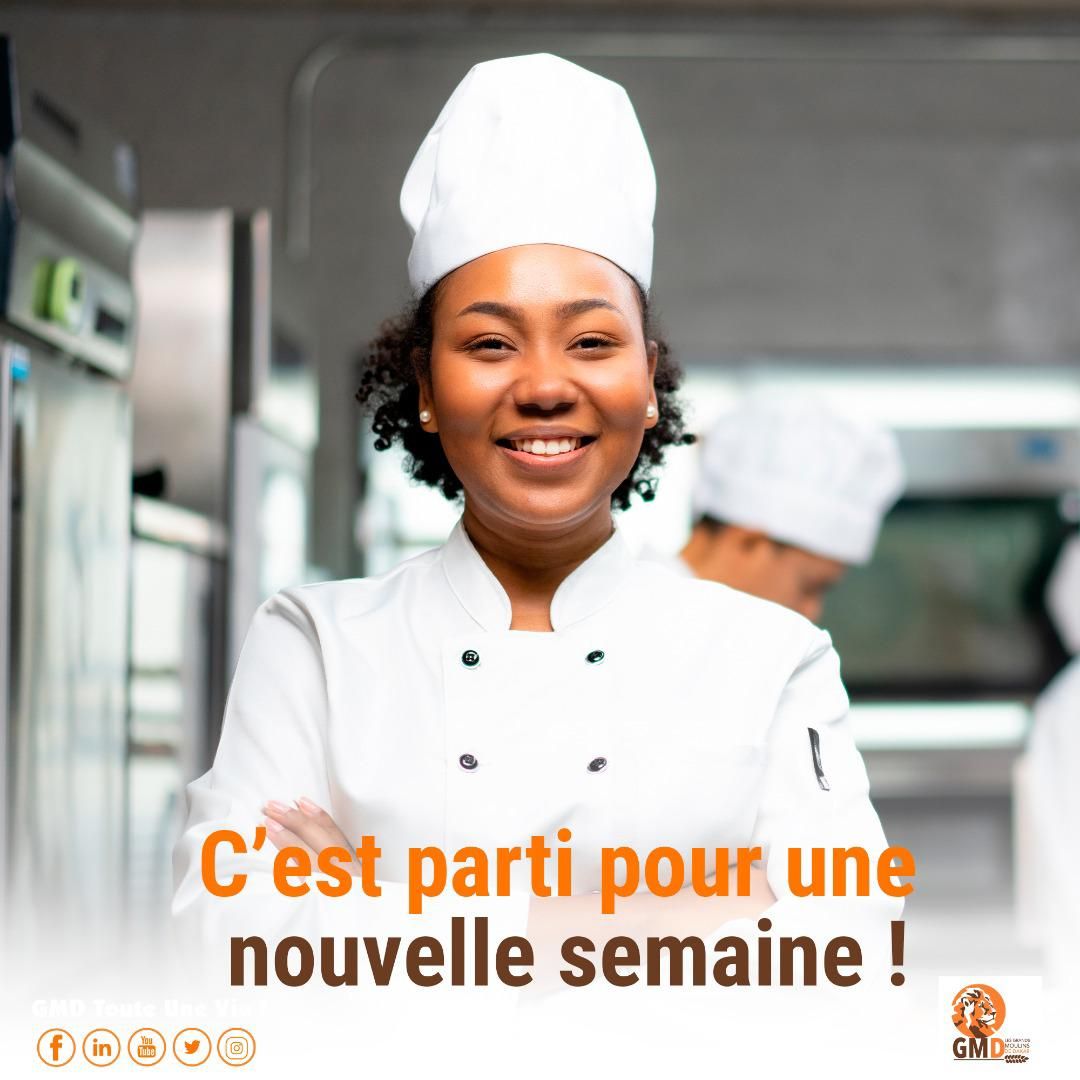 C'est parti pour une
nouvelle semaine !
GMD Toute Une Vie !
You
Tube
in
GMD
LES GRANDS
MOULINS
DE DAKAR